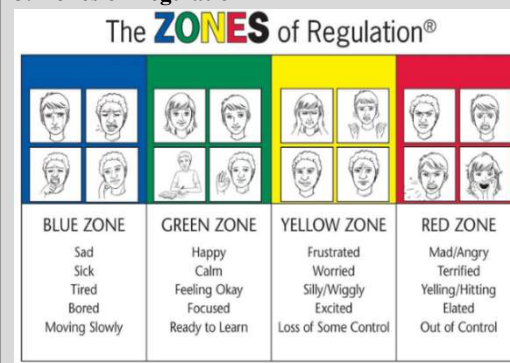 The ZONES of Regulation®
BLUE ZONE
Sad
Sick
Tired
Bored
Moving Slowly
GREEN ZONE
Happy
Calm
Feeling Okay
Focused
Ready to Learn
YELLOW ZONE
Frustrated
Worried
Silly/Wiggly
Excited
Loss of Some Control
RED ZONE
Mad/Angry
Terrified
Yelling/Hitting
Elated
Out of Control